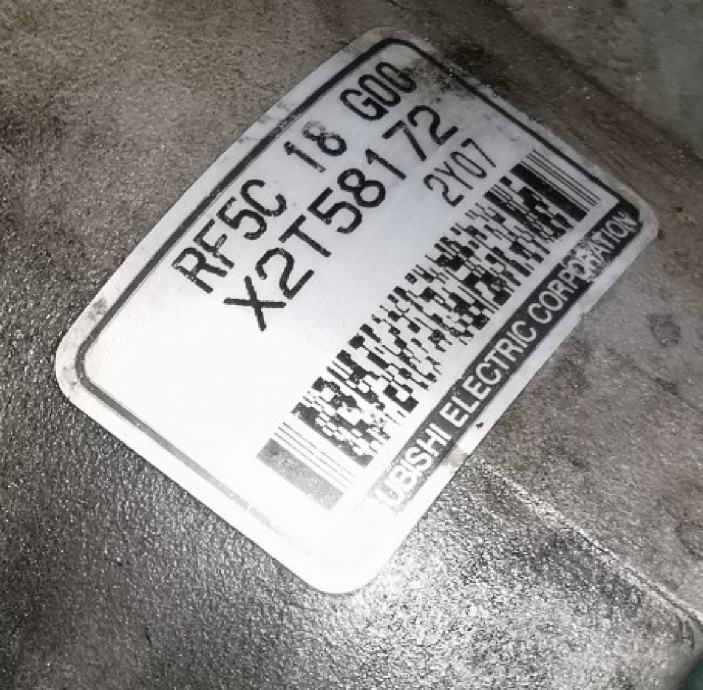 RF5C 18 G00
X2T58172
2Y07
UBISHI ELECTRIC CORPORATION